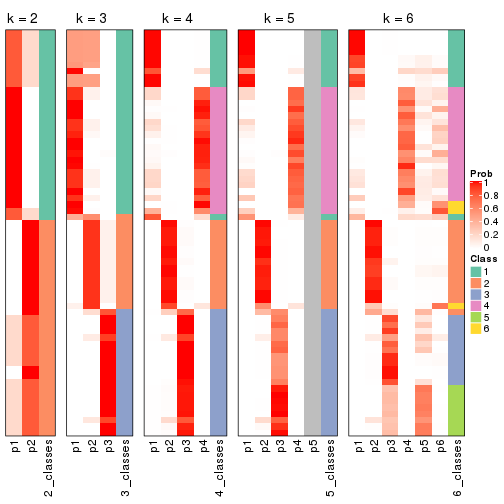 k = 2
k = 3
k = 4
k = 5
k = 6
Prob
1
0.8
0.6
0.4
0.2
0
Class
1
2
3
4
5
6
p1
p2
2_classes
p1
p2
p3
3_classes
p1
p2
p3
p4
4_classes
p1
p2
p3
p4
p5
5_classes
p1
p2
p3
p4
p5
p6
6_classes